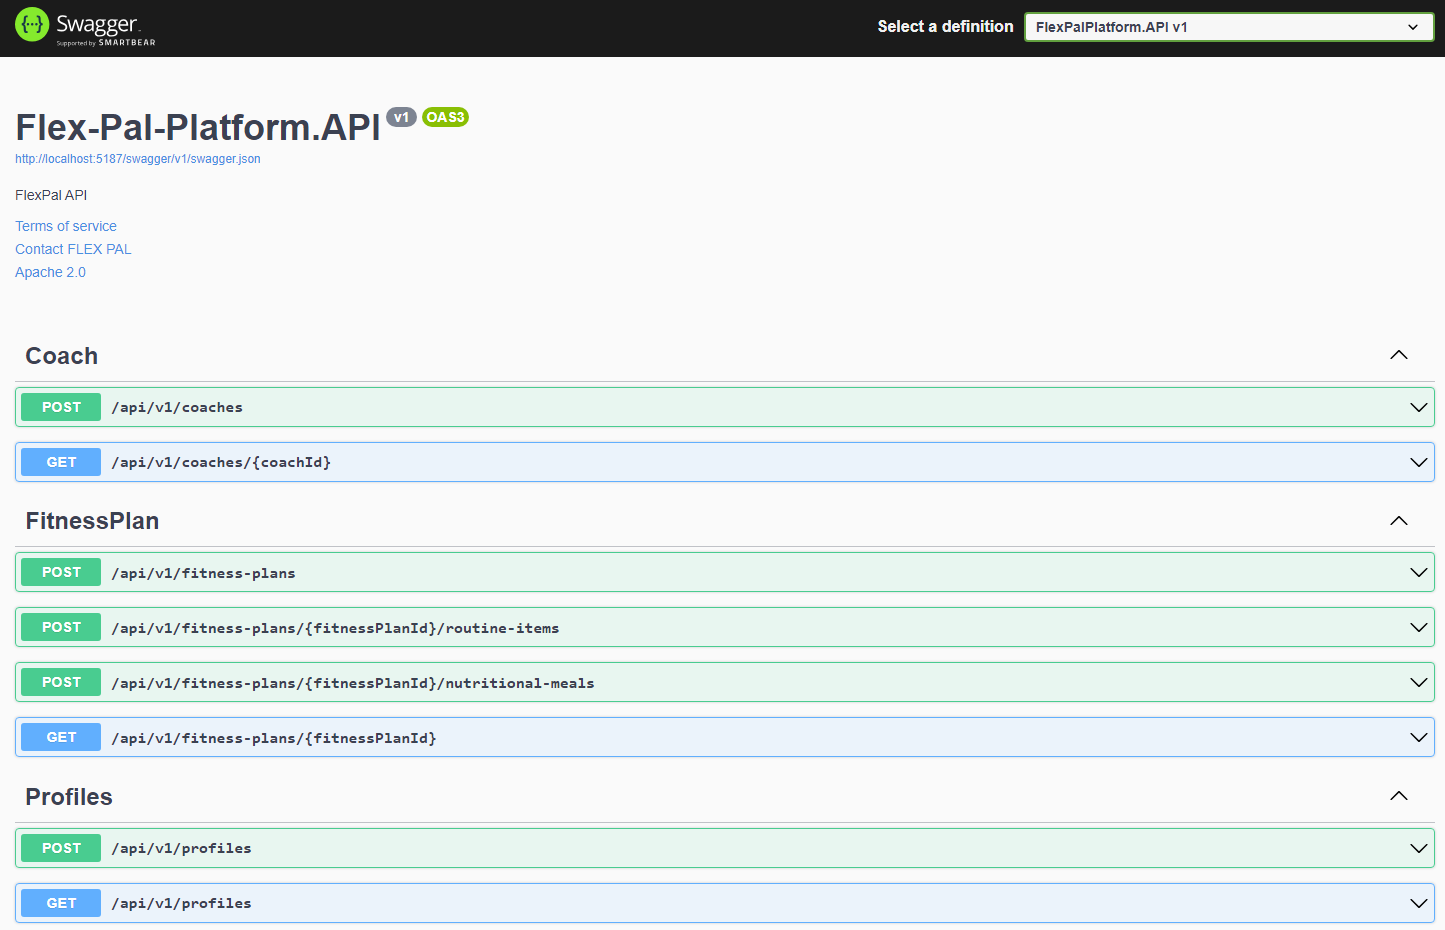 {···} Swagger.
Supported by SMARTBEAR
Select a definition
FlexPalPlatform.API v1
Flex-Pal-Platform.API v1 OAS3
http://localhost:5187/swagger/v1/swagger.json
FlexPal API
Terms of service
Contact FLEX PAL
Apache 2.0
Coach
POST /api/v1/coaches
GET /api/v1/coaches/{coachId}
FitnessPlan
POST /api/v1/fitness-plans
POST /api/v1/fitness-plans/{fitnessPlanId}/routine-items
POST /api/v1/fitness-plans/{fitnessPlanId}/nutritional-meals
GET /api/v1/fitness-plans/{fitnessPlanId}
Profiles
POST /api/v1/profiles
GET /api/v1/profiles